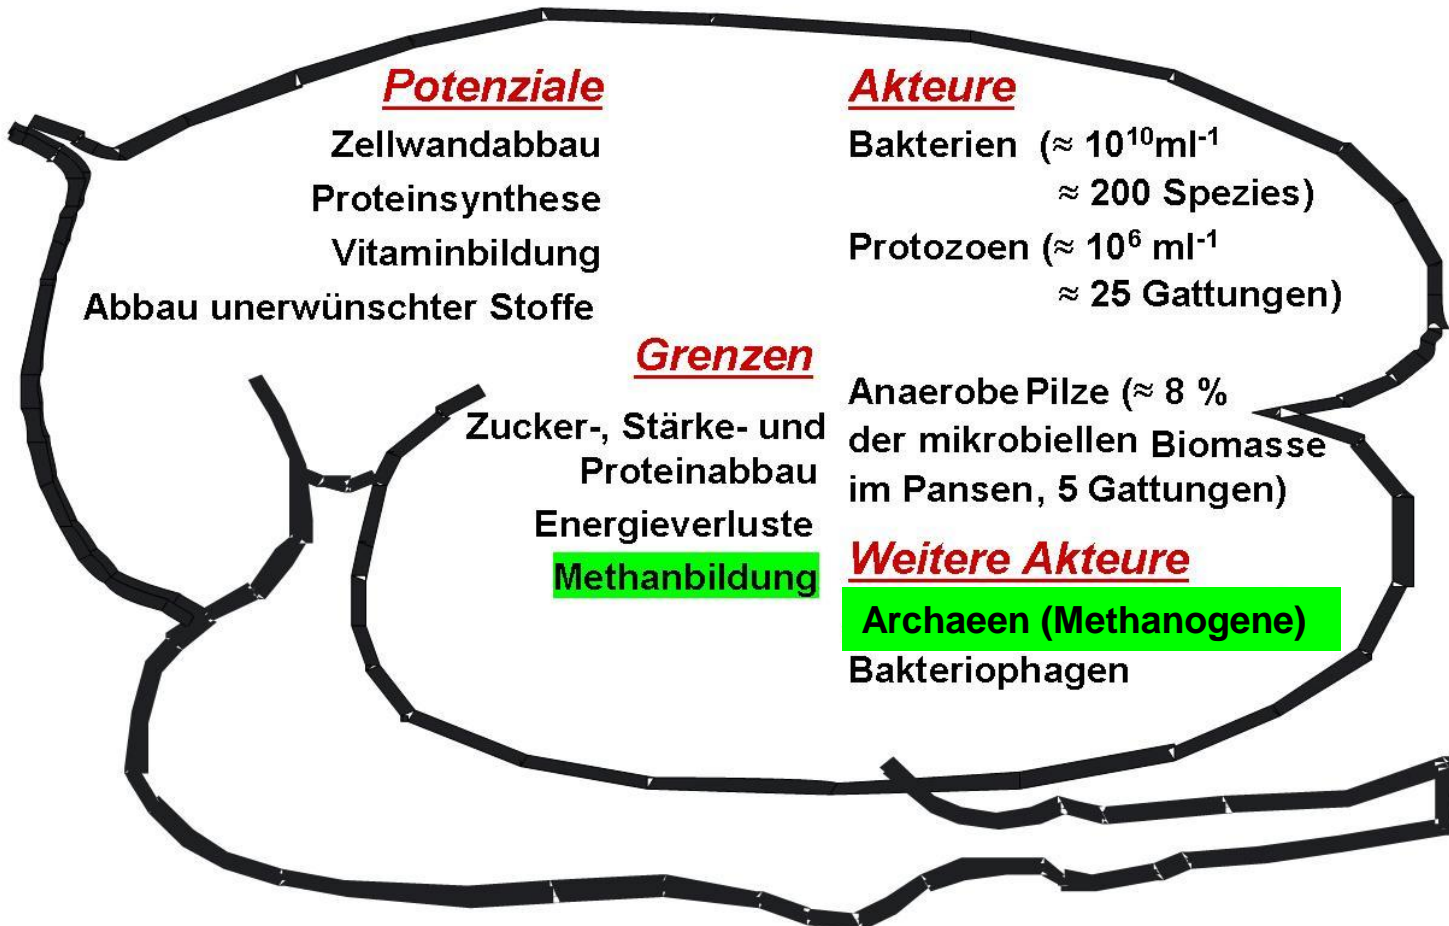 Potenziale
Zellwandabbau
Proteinsynthese
Vitaminbildung
Abbau unerwünschter Stoffe
Grenzen
Zucker-, Stärke- und
Proteinabbau
Energieverluste
Methanbildung
Akteure
Bakterien (≈ 10¹⁰ml⁻¹
≈ 200 Spezies)
Protozoen (≈ 10⁶ ml⁻¹
≈ 25 Gattungen)
Anaerobe Pilze (≈ 8 %
der mikrobiellen Biomasse
im Pansen, 5 Gattungen)
Weitere Akteure
Archaeen (Methanogene)
Bakteriophagen